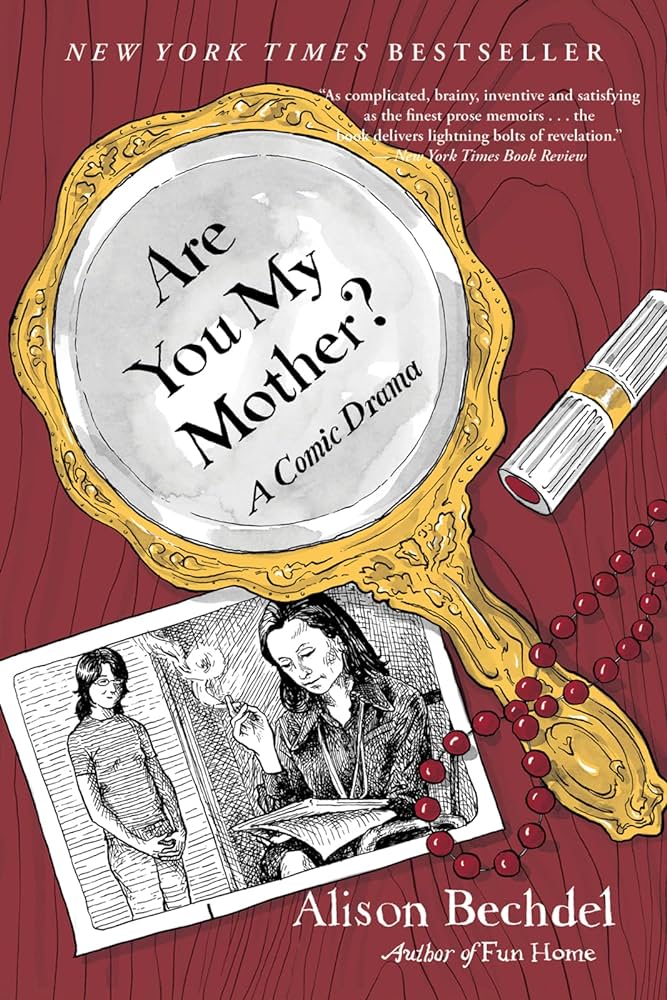 NEW YORK TIMES BESTSELLER
“As complicated, brainy, inventive and satisfying
as the finest prose memoirs . . . the
book delivers lightning bolts of revelation.”
—New York Times Book Review
Are
You My
Mother?
A Comic Drama
Alison Bechdel
Author of Fun Home